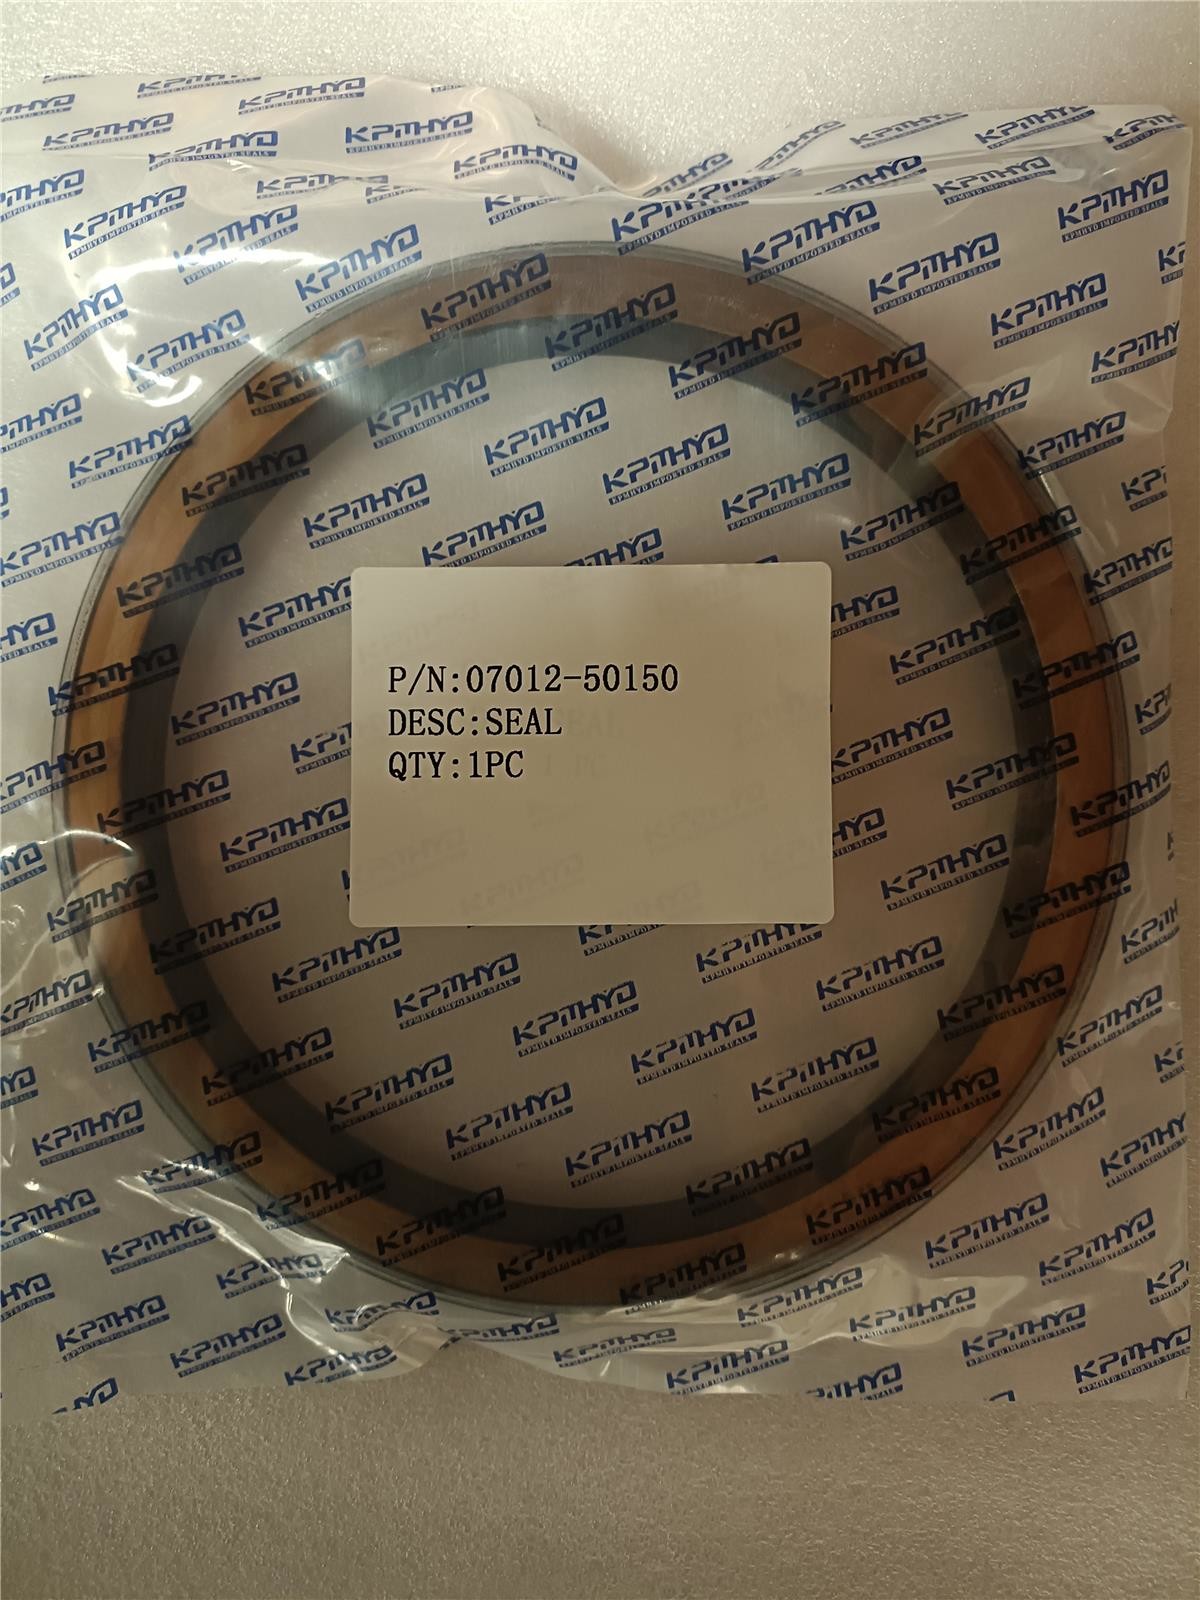 KPMHYD
KPMHYD IMPORTED SEALS
P/N:07012-50150
DESC:SEAL
QTY:1PC